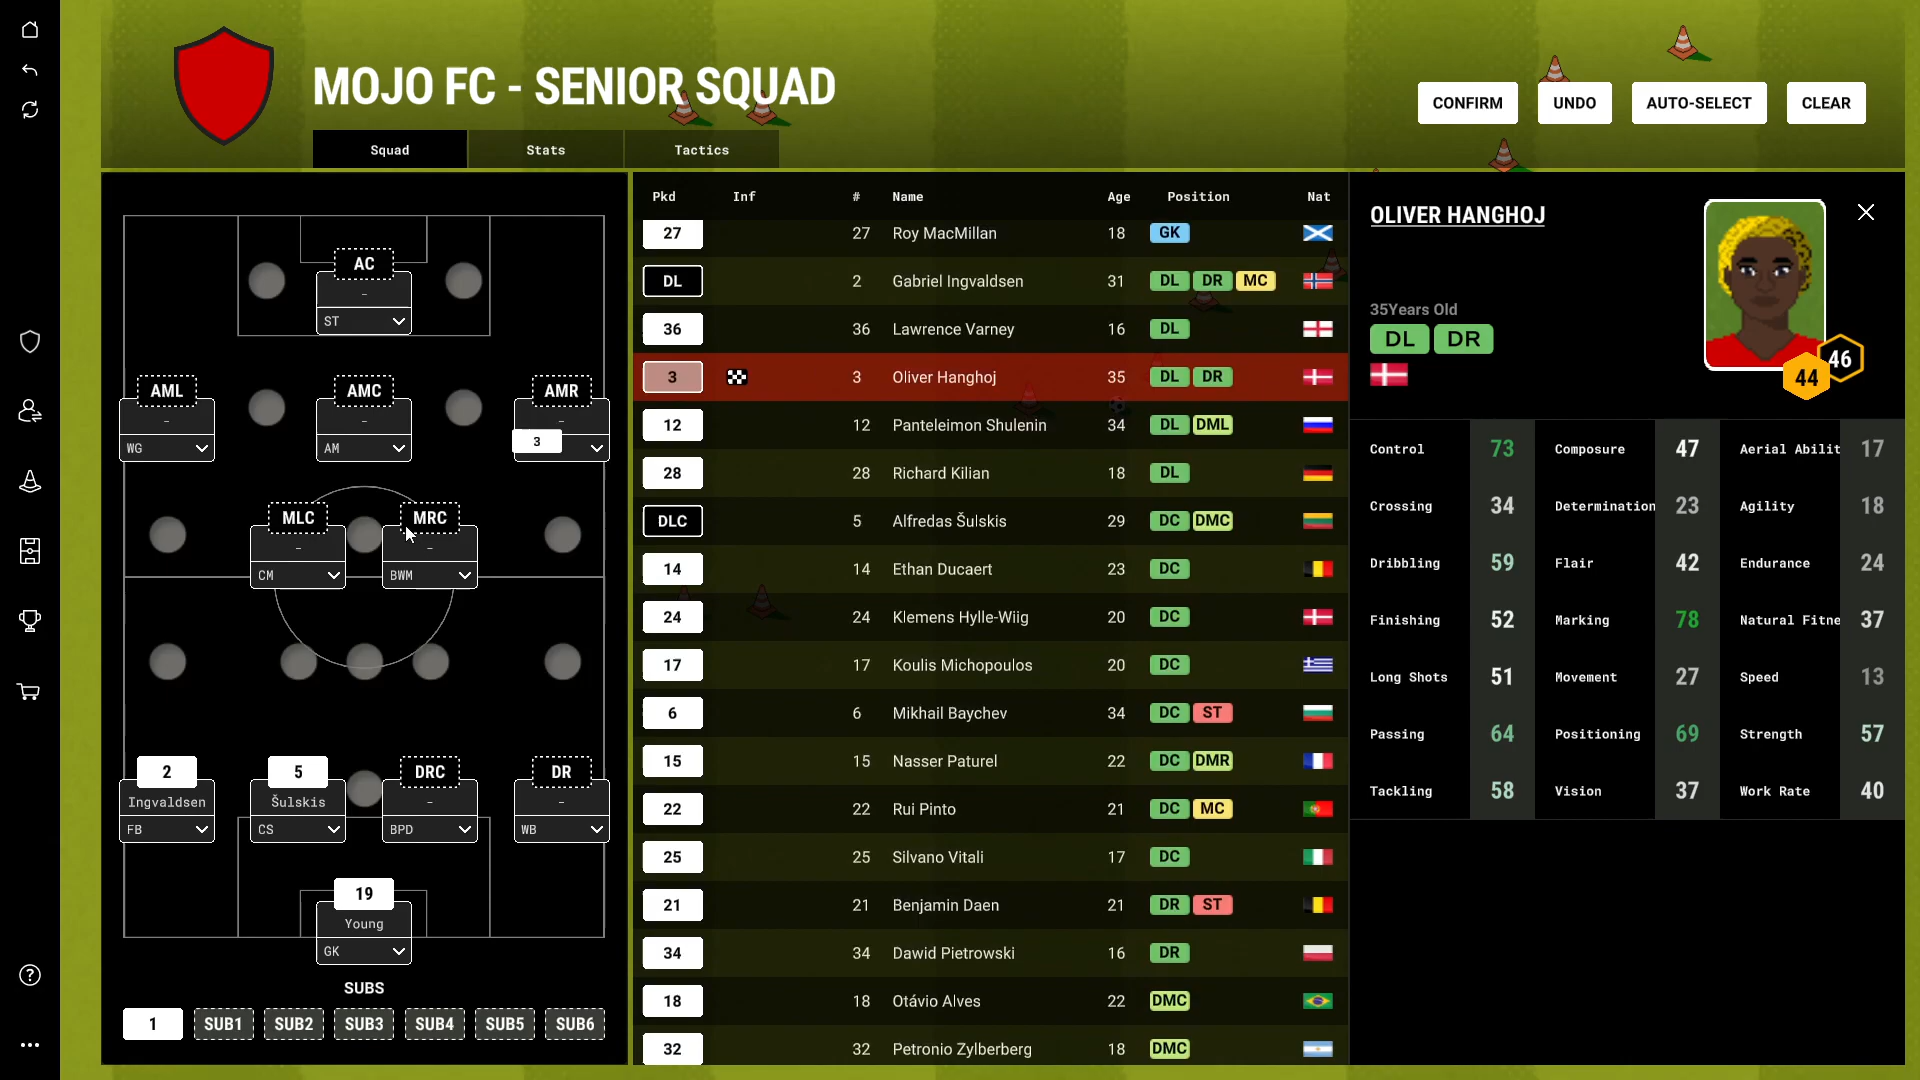 MOJO FC - SENIOR SQUAD
CONFIRM
UNDO
AUTO-SELECT
CLEAR
Squad
Stats
Tactics
AC
-
ST
AML
-
WG
AMC
-
AM
AMR
-
3
MLC
-
CM
MRC
-
BWM
2
Ingvaldsen
FB
5
Šulskis
CS
DRC
-
BPD
DR
-
WB
19
Young
GK
SUBS
1 SUB1 SUB2 SUB3 SUB4 SUB5 SUB6
Pkd Inf # Name Age Position Nat
27 27 Roy MacMillan 18 GK
DL 2 Gabriel Ingvaldsen 31 DL DR MC
36 36 Lawrence Varney 16 DL
3 3 Oliver Hanghoj 35 DL DR
12 12 Panteleimon Shulenin 34 DL DML
28 28 Richard Kilian 18 DL
DLC 5 Alfredas Šulskis 29 DC DMC
14 14 Ethan Ducaert 23 DC
24 24 Klemens Hylle-Wiig 20 DC
17 17 Koulis Michopoulos 20 DC
6 6 Mikhail Baychev 34 DC ST
15 15 Nasser Paturel 22 DC DMR
22 22 Rui Pinto 21 DC MC
25 25 Silvano Vitali 17 DC
21 21 Benjamin Daen 21 DR ST
34 34 Dawid Pietrowski 16 DR
18 18 Otávio Alves 22 DMC
32 32 Petronio Zylberberg 18 DMC
OLIVER HANGHOJ
35Years Old
DL DR
44
46
Control 73 Composure 47 Aerial Abilit 17
Crossing 34 Determination 23 Agility 18
Dribbling 59 Flair 42 Endurance 24
Finishing 52 Marking 78 Natural Fitne 37
Long Shots 51 Movement 27 Speed 13
Passing 64 Positioning 69 Strength 57
Tackling 58 Vision 37 Work Rate 40